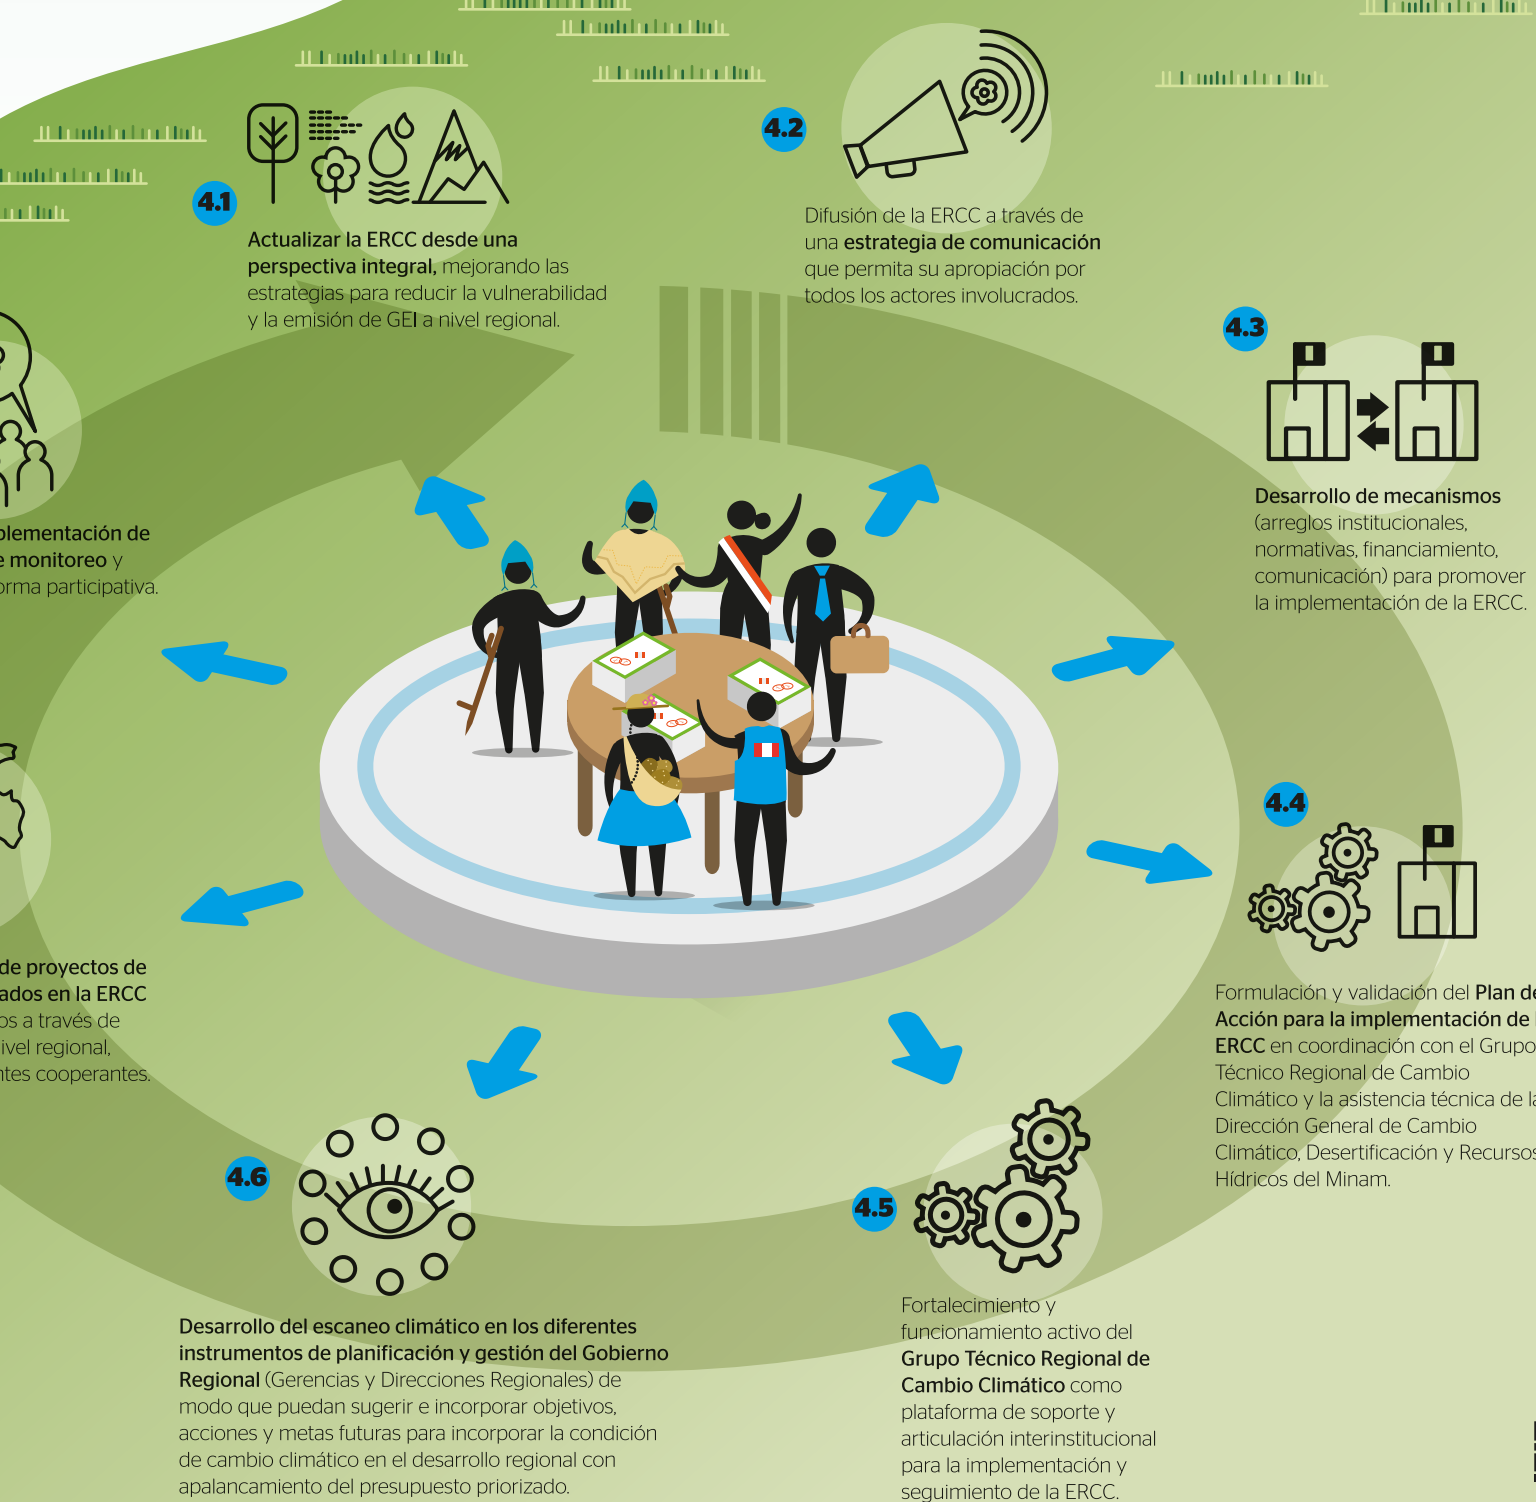 4.1
Actualizar la ERCC desde una
perspectiva integral, mejorando las
estrategias para reducir la vulnerabilidad
y la emisión de GEI a nivel regional.
4.2
Difusión de la ERCC a través de
una estrategia de comunicación
que permita su apropiación por
todos los actores involucrados.
4.3
Desarrollo de mecanismos
(arreglos institucionales,
normativas, financiamiento,
comunicación) para promover
la implementación de la ERCC.
4.4
Formulación y validación del Plan de
Acción para la implementación de
ERCC en coordinación con el Grupo
Técnico Regional de Cambio
Climático y la asistencia técnica de la
Dirección General de Cambio
Climático, Desertificación y Recursos
Hídricos del Minam.
4.5
Fortalecimiento y
funcionamiento activo del
Grupo Técnico Regional de
Cambio Climático como
plataforma de soporte y
articulación interinstitucional
para la implementación y
seguimiento de la ERCC.
4.6
Desarrollo del escaneo climático en los diferentes
instrumentos de planificación y gestión del Gobierno
Regional (Gerencias y Direcciones Regionales) de
modo que puedan sugerir e incorporar objetivos,
acciones y metas futuras para incorporar la condición
de cambio climático en el desarrollo regional con
apalancamiento del presupuesto priorizado.
de proyectos de
ados en la ERCC
os a través de
ivel regional,
ntes cooperantes.
plementación de
e monitoreo y
orma participativa.